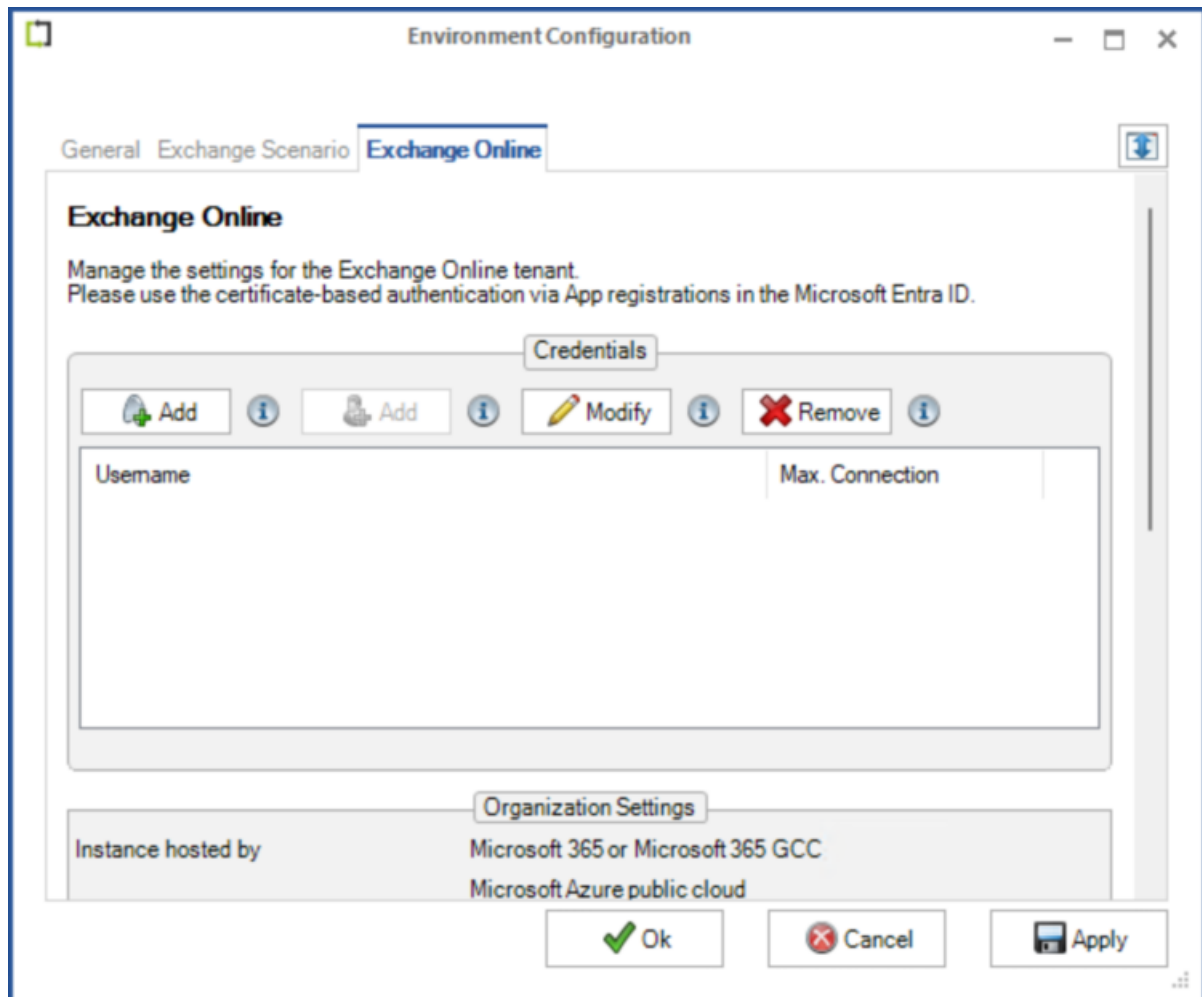 Environment Configuration
General Exchange Scenario Exchange Online
Exchange Online
Manage the settings for the Exchange Online tenant.
Please use the certificate-based authentication via App registrations in the Microsoft Entra ID.
Credentials
Add Add Modify Remove
Username Max. Connection
Organization Settings
Instance hosted by Microsoft 365 or Microsoft 365 GCC
Microsoft Azure public cloud
Ok Cancel Apply